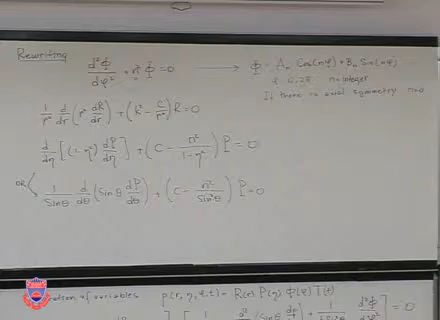 Rewriting
d²Φ/dφ² + n²Φ = 0 → Φ = Aₙ Cos(nφ) + Bₙ Sin(nφ)
n integer
If there is axial symmetry n=0
1/r² d/dr (r² dR/dr) + (k² - C/r²) R = 0
d/dη [(1-η²) dP/dη] + (C - n²/(1-η²)) P = 0
OR 1/Sinθ d/dθ (Sinθ dP/dθ) + (C - n²/Sin²θ) P = 0
of variables p(r, η, φ, t) = R(r) P(η) Φ(φ) T(t)
d²Φ/dφ² ] = 0